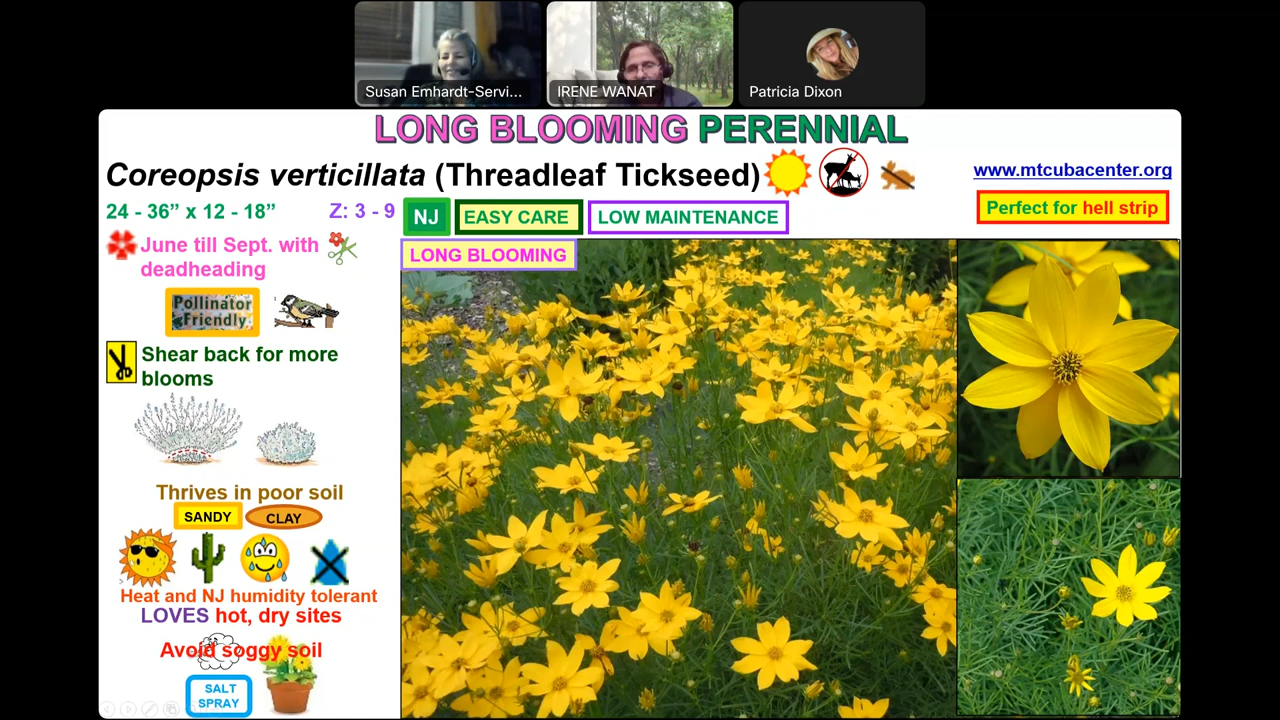 Susan Emhardt-Servi...
IRENE WANAT
Patricia Dixon
LONG BLOOMING PERENNIAL
Coreopsis verticillata (Threadleaf Tickseed)
www.mtcubacenter.org
24 - 36” x 12 - 18”
Z: 3 - 9
NJ
EASY CARE
LOW MAINTENANCE
Perfect for hell strip
June till Sept. with
deadheading
LONG BLOOMING
Pollinator
Friendly
Shear back for more
blooms
Thrives in poor soil
SANDY
CLAY
Heat and NJ humidity tolerant
LOVES hot, dry sites
Avoid soggy soil
SALT
SPRAY